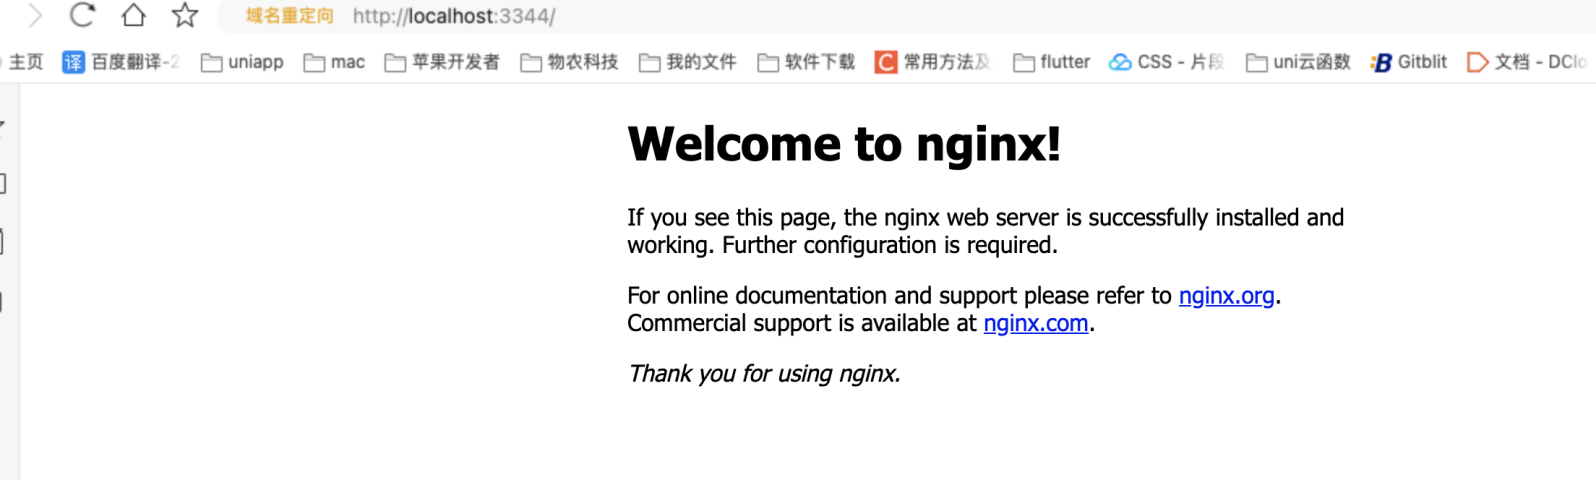 域名重定向 http://localhost:3344/
主页 译 百度翻译-2 uniapp mac 苹果开发者 物农科技 我的文件 软件下载 C 常用方法及 flutter CSS - 片段 uni云函数 B Gitblit 文档 - DClo
Welcome to nginx!
If you see this page, the nginx web server is successfully installed and
working. Further configuration is required.
For online documentation and support please refer to nginx.org.
Commercial support is available at nginx.com.
Thank you for using nginx.